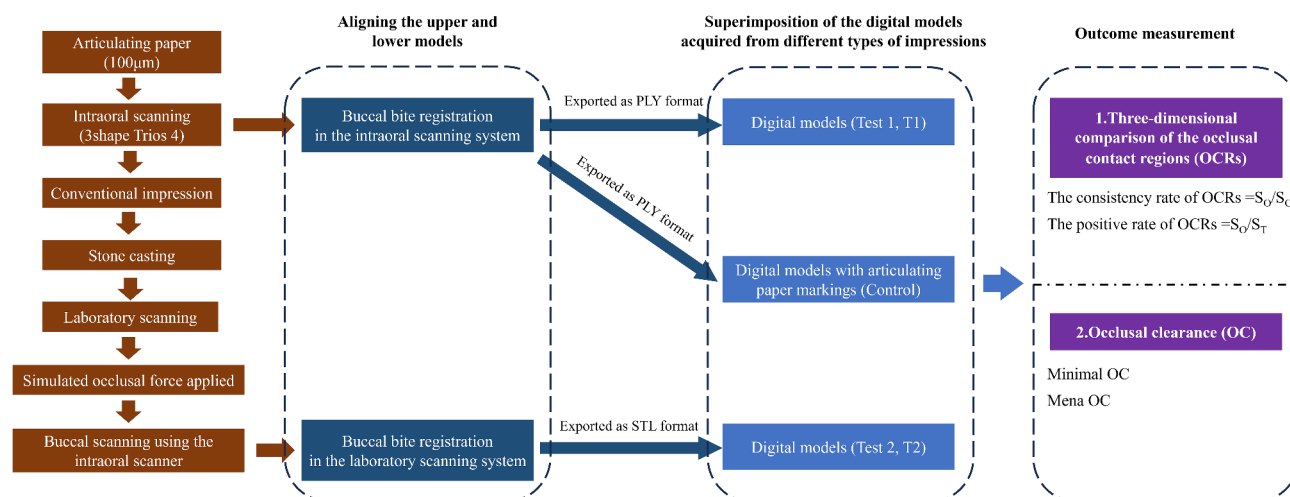 Articulating paper
(100μm)
Intraoral scanning
(3shape Trios 4)
Conventional impression
Stone casting
Laboratory scanning
Simulated occlusal force applied
Buccal scanning using the
intraoral scanner
Aligning the upper and
lower models
Buccal bite registration
in the intraoral scanning system
Buccal bite registration
in the laboratory scanning system
Exported as PLY format
Exported as PLY format
Exported as STL format
Superimposition of the digital models
acquired from different types of impressions
Digital models (Test 1, T1)
Digital models with articulating
paper markings (Control)
Digital models (Test 2, T2)
Outcome measurement
1.Three-dimensional
comparison of the occlusal
contact regions (OCRs)
The consistency rate of OCRs =S_O/S_C
The positive rate of OCRs =S_O/S_T
2.Occlusal clearance (OC)
Minimal OC
Mena OC